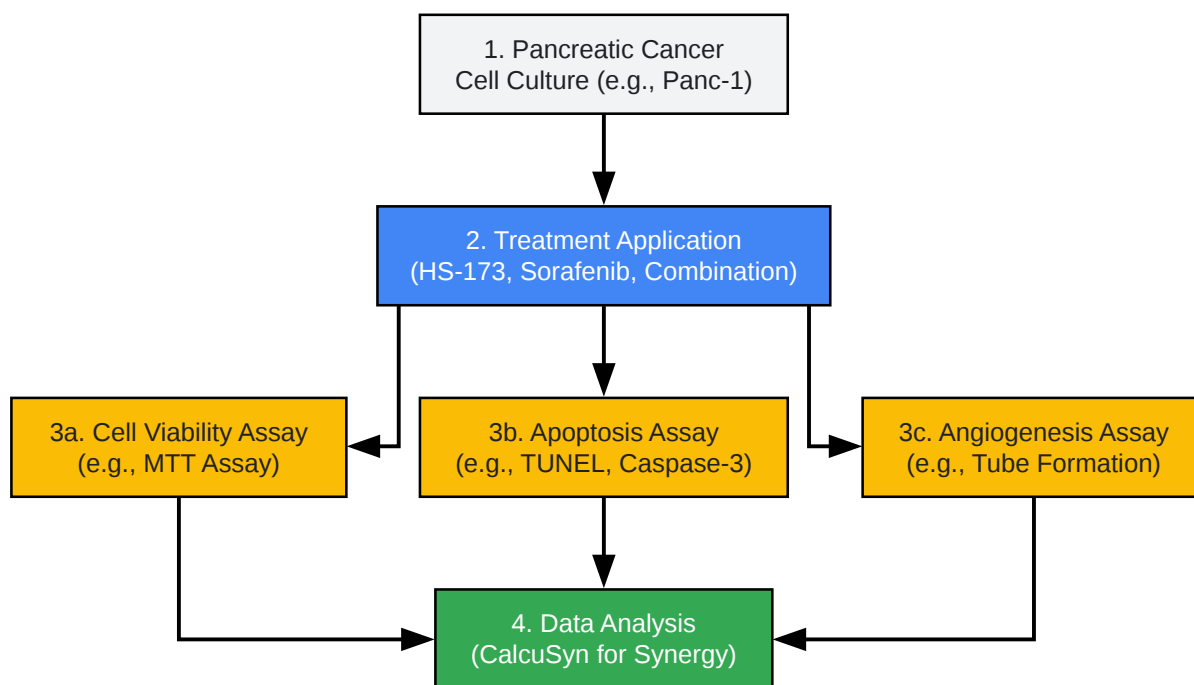 1. Pancreatic Cancer
Cell Culture (e.g., Panc-1)
2. Treatment Application
(HS-173, Sorafenib, Combination)
3a. Cell Viability Assay
(e.g., MTT Assay)
3b. Apoptosis Assay
(e.g., TUNEL, Caspase-3)
3c. Angiogenesis Assay
(e.g., Tube Formation)
4. Data Analysis
(CalcuSyn for Synergy)